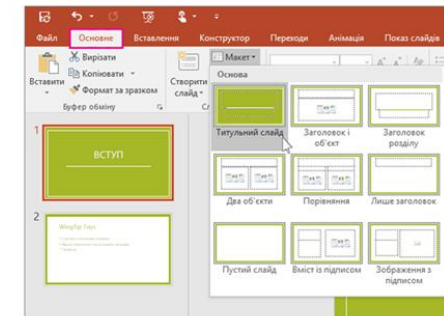 Файл Основне Вставлення Конструктор Переходи Анімація Показ слайдів
Вставити
Вирізати
Копіювати
Формат за зразком
Буфер обміну
Створити
слайд
Макет
Основа
Титульний слайд
Заголовок і
об'єкт
Заголовок
розділу
Два об'єкти
Порівняння
Лише заголовок
Пустий слайд
Вміст із підписом
Зображення з
підписом
1
ВСТУП
2
Wingtip Toys